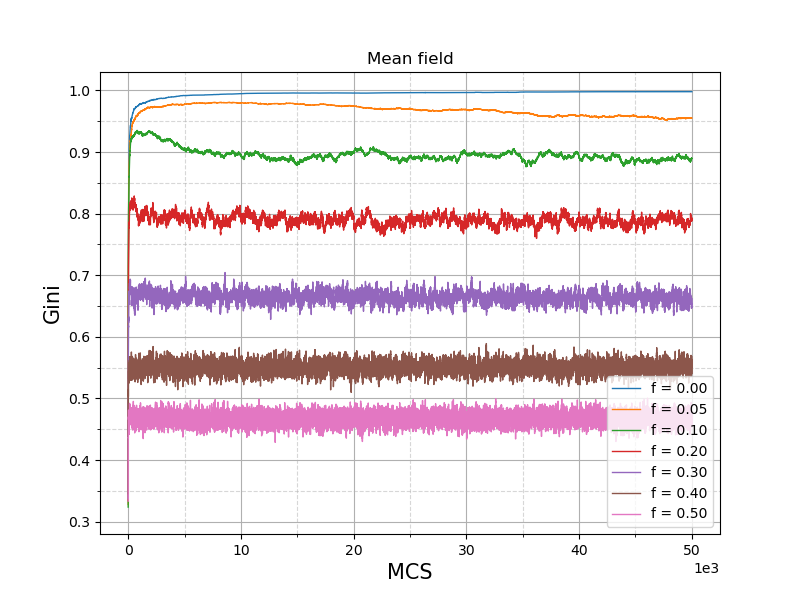 Mean field
Gini
1.0
0.9
0.8
0.7
0.6
0.5
0.4
0.3
f = 0.00
f = 0.05
f = 0.10
f = 0.20
f = 0.30
f = 0.40
f = 0.50
0 10 20 30 40 50
1e3
MCS